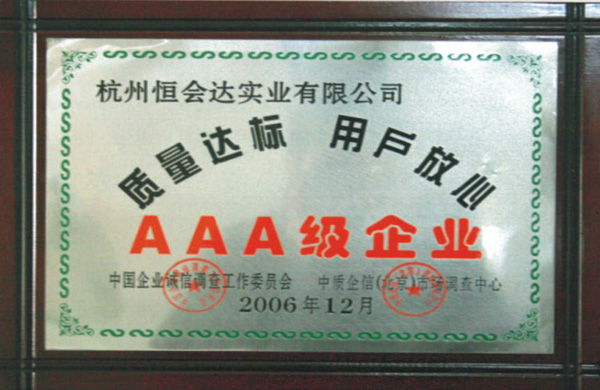 杭州恒会达实业有限公司
质量达标 用户放心
AAA级企业
中国企业诚信调查工作委员会 中质企信(北京)市场调查中心
2006年12月